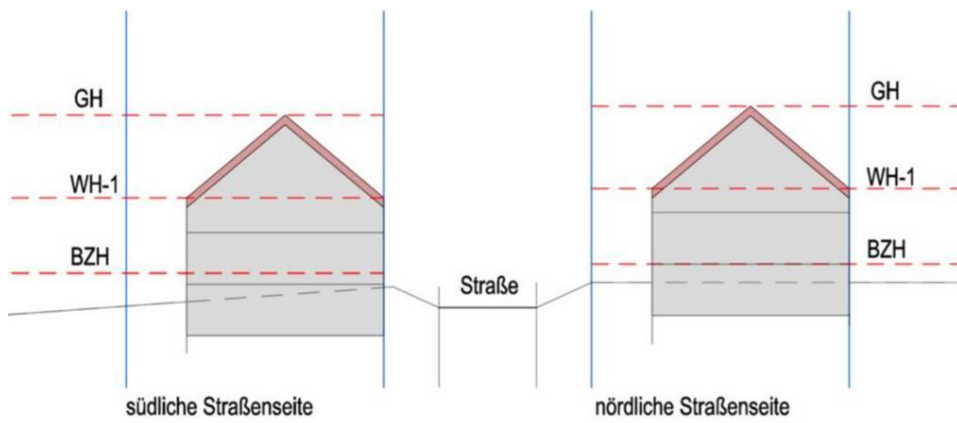 GH
WH-1
BZH
Straße
GH
WH-1
BZH
südliche Straßenseite
nördliche Straßenseite